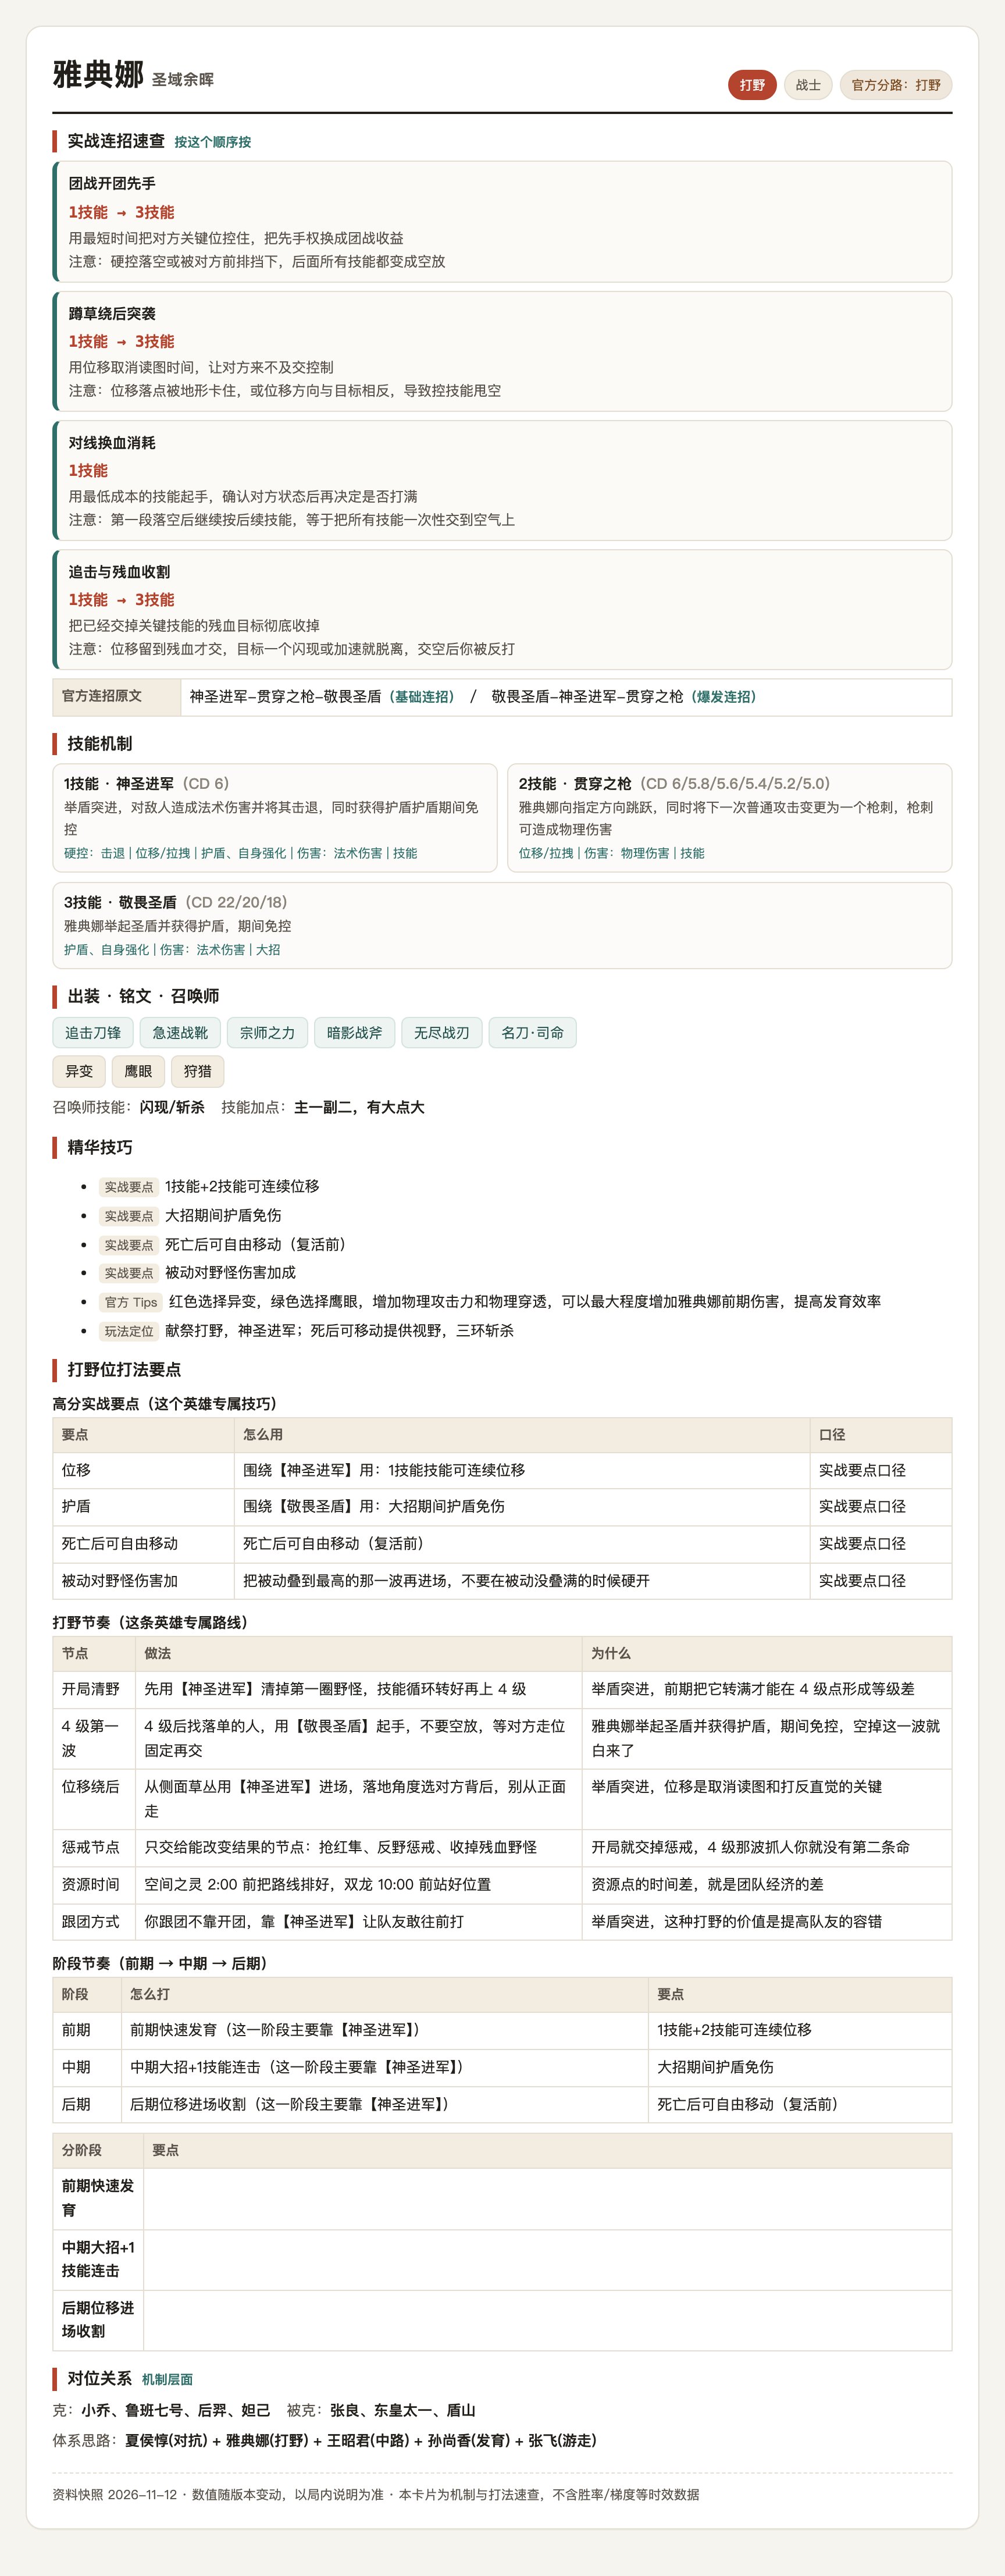 雅典娜 圣域余晖
打野 战士 官方分路：打野
实战连招速查 按这个顺序按
团战开团先手
1技能 → 3技能
用最短时间把对方关键位控住，把先手权换成团战收益
注意：硬控落空或被对方前排挡下，后面所有技能都变成空放
蹲草绕后突袭
1技能 → 3技能
用位移取消读图时间，让对方来不及交控制
注意：位移落点被地形卡住，或位移方向与目标相反，导致控技能甩空
对线换血消耗
1技能
用最低成本的技能起手，确认对方状态后再决定是否打满
注意：第一段落空后继续按后续技能，等于把所有技能一次性交到空气上
追击与残血收割
1技能 → 3技能
把已经交掉关键技能的残血目标彻底收掉
注意：位移留到残血才交，目标一个闪现或加速就脱离，交空后你被反打
官方连招原文 神圣进军-贯穿之枪-敬畏圣盾（基础连招） / 敬畏圣盾-神圣进军-贯穿之枪（爆发连招）
技能机制
1技能 · 神圣进军（CD 6）
举盾突进，对敌人造成法术伤害并将其击退，同时获得护盾护盾期间免
控
硬控：击退 | 位移/拉拽 | 护盾、自身强化 | 伤害：法术伤害 | 技能
2技能 · 贯穿之枪（CD 6/5.8/5.6/5.4/5.2/5.0）
雅典娜向指定方向跳跃，同时将下一次普通攻击变更为一个枪刺，枪刺
可造成物理伤害
位移/拉拽 | 伤害：物理伤害 | 技能
3技能 · 敬畏圣盾（CD 22/20/18）
雅典娜举起圣盾并获得护盾，期间免控
护盾、自身强化 | 伤害：法术伤害 | 大招
出装 · 铭文 · 召唤师
追击刀锋 急速战靴 宗师之力 暗影战斧 无尽战刃 名刀·司命
异变 鹰眼 狩猎
召唤师技能：闪现/斩杀 技能加点：主一副二，有大点大
精华技巧
• 实战要点 1技能+2技能可连续位移
• 实战要点 大招期间护盾免伤
• 实战要点 死亡后可自由移动（复活前）
• 实战要点 被动对野怪伤害加成
• 官方 Tips 红色选择异变，绿色选择鹰眼，增加物理攻击力和物理穿透，可以最大程度增加雅典娜前期伤害，提高发育效率
• 玩法定位 献祭打野，神圣进军；死后可移动提供视野，三环斩杀
打野位打法要点
高分实战要点（这个英雄专属技巧）
要点 怎么用 口径
位移 围绕【神圣进军】用：1技能技能可连续位移 实战要点口径
护盾 围绕【敬畏圣盾】用：大招期间护盾免伤 实战要点口径
死亡后可自由移动 死亡后可自由移动（复活前） 实战要点口径
被动对野怪伤害加 把被动叠到最高的那一波再进场，不要在被动没叠满的时候硬开 实战要点口径
打野节奏（这条英雄专属路线）
节点 做法 为什么
开局清野 先用【神圣进军】清掉第一圈野怪，技能循环转好再上 4 级 举盾突进，前期把它转满才能在 4 级点形成等级差
4 级第一
波 4 级后找落单的人，用【敬畏圣盾】起手，不要空放，等对方走位
固定再交 雅典娜举起圣盾并获得护盾，期间免控，空掉这一波就
白来了
位移绕后 从侧面草丛用【神圣进军】进场，落地角度选对方背后，别从正面
走 举盾突进，位移是取消读图和打反直觉的关键
惩戒节点 只交给能改变结果的节点：抢红隼、反野惩戒、收掉残血野怪 开局就交掉惩戒，4 级那波抓人你就没有第二条命
资源时间 空间之灵 2:00 前把路线排好，双龙 10:00 前站好位置 资源点的时间差，就是团队经济的差
跟团方式 你跟团不靠开团，靠【神圣进军】让队友敢往前打 举盾突进，这种打野的价值是提高队友的容错
阶段节奏（前期 → 中期 → 后期）
阶段 怎么打 要点
前期 前期快速发育（这一阶段主要靠【神圣进军】） 1技能+2技能可连续位移
中期 中期大招+1技能连击（这一阶段主要靠【神圣进军】） 大招期间护盾免伤
后期 后期位移进场收割（这一阶段主要靠【神圣进军】） 死亡后可自由移动（复活前）
分阶段 要点
前期快速发
育
中期大招+1
技能连击
后期位移进
场收割
对位关系 机制层面
克：小乔、鲁班七号、后羿、妲己 被克：张良、东皇太一、盾山
体系思路：夏侯惇(对抗) + 雅典娜(打野) + 王昭君(中路) + 孙尚香(发育) + 张飞(游走)
资料快照 2026-11-12 · 数值随版本变动，以局内说明为准 · 本卡片为机制与打法速查，不含胜率/梯度等时效数据